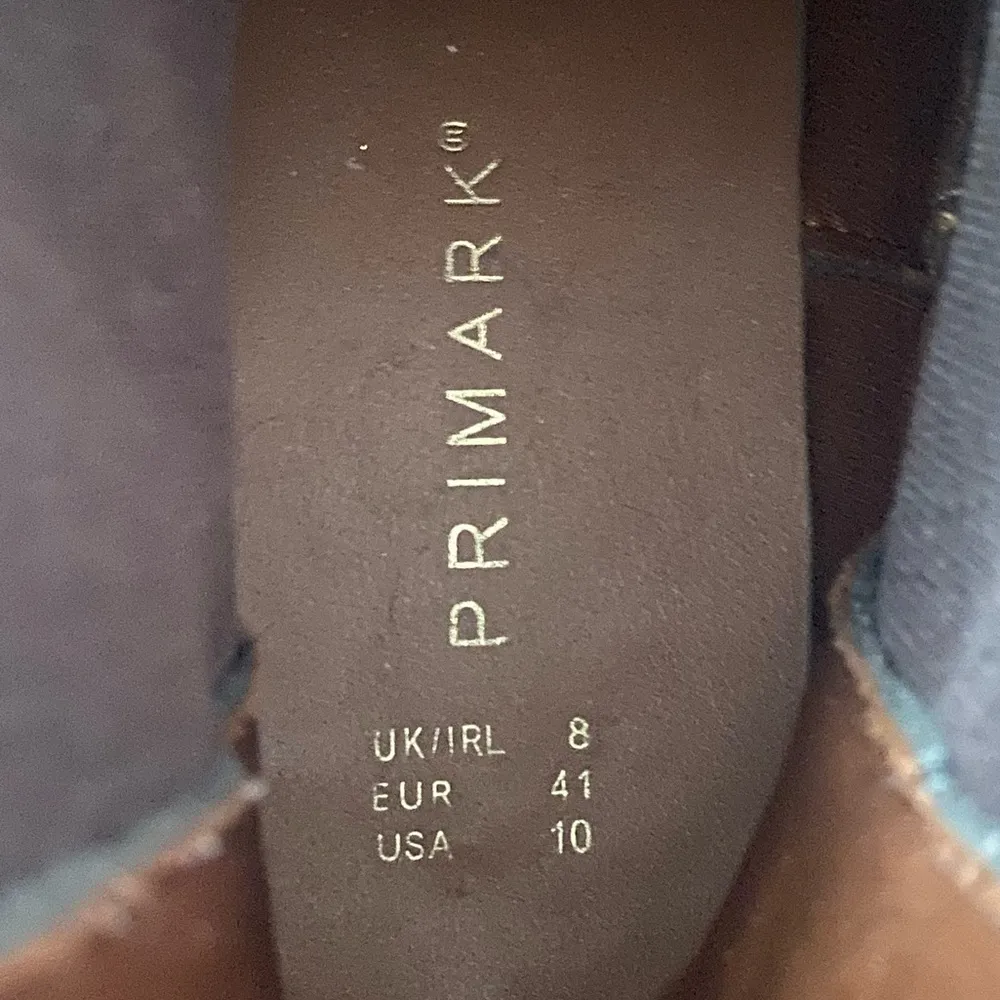 PRIMARK®
UK/IRL 8
EUR 41
USA 10